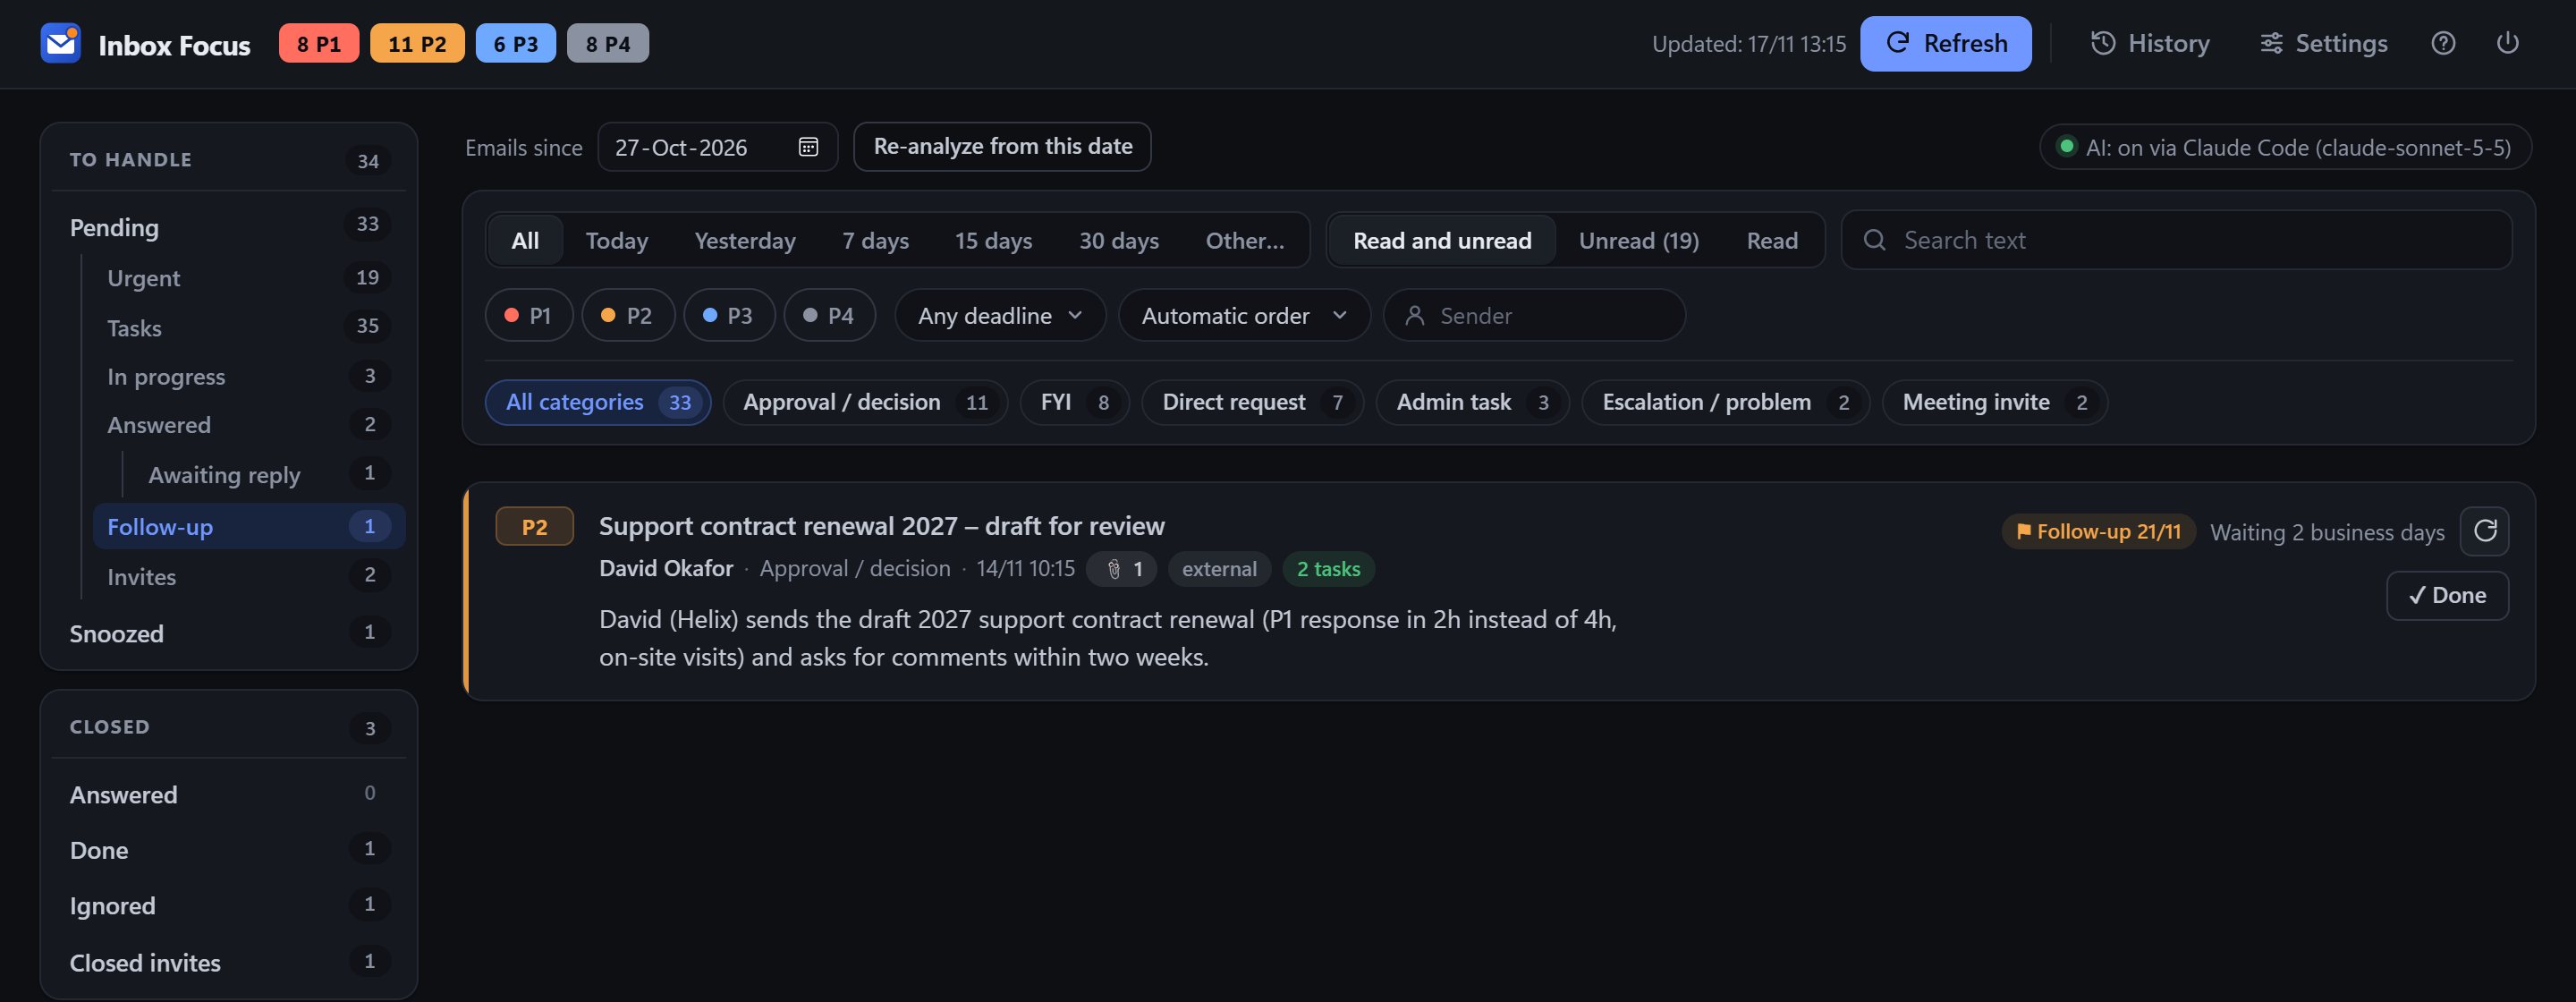 Inbox Focus 8 P1 11 P2 6 P3 8 P4 Updated: 17/11 13:15 Refresh History Settings
TO HANDLE 34
Pending 33
Urgent 19
Tasks 35
In progress 3
Answered 2
Awaiting reply 1
Follow-up 1
Invites 2
Snoozed 1
CLOSED 3
Answered 0
Done 1
Ignored 1
Closed invites 1
Emails since 27-Oct-2026 Re-analyze from this date AI: on via Claude Code (claude-sonnet-5-5)
All Today Yesterday 7 days 15 days 30 days Other... Read and unread Unread (19) Read Search text
P1 P2 P3 P4 Any deadline Automatic order Sender
All categories 33 Approval / decision 11 FYI 8 Direct request 7 Admin task 3 Escalation / problem 2 Meeting invite 2
P2 Support contract renewal 2027 – draft for review Follow-up 21/11 Waiting 2 business days
David Okafor · Approval / decision · 14/11 10:15 1 external 2 tasks
✓ Done
David (Helix) sends the draft 2027 support contract renewal (P1 response in 2h instead of 4h,
on-site visits) and asks for comments within two weeks.